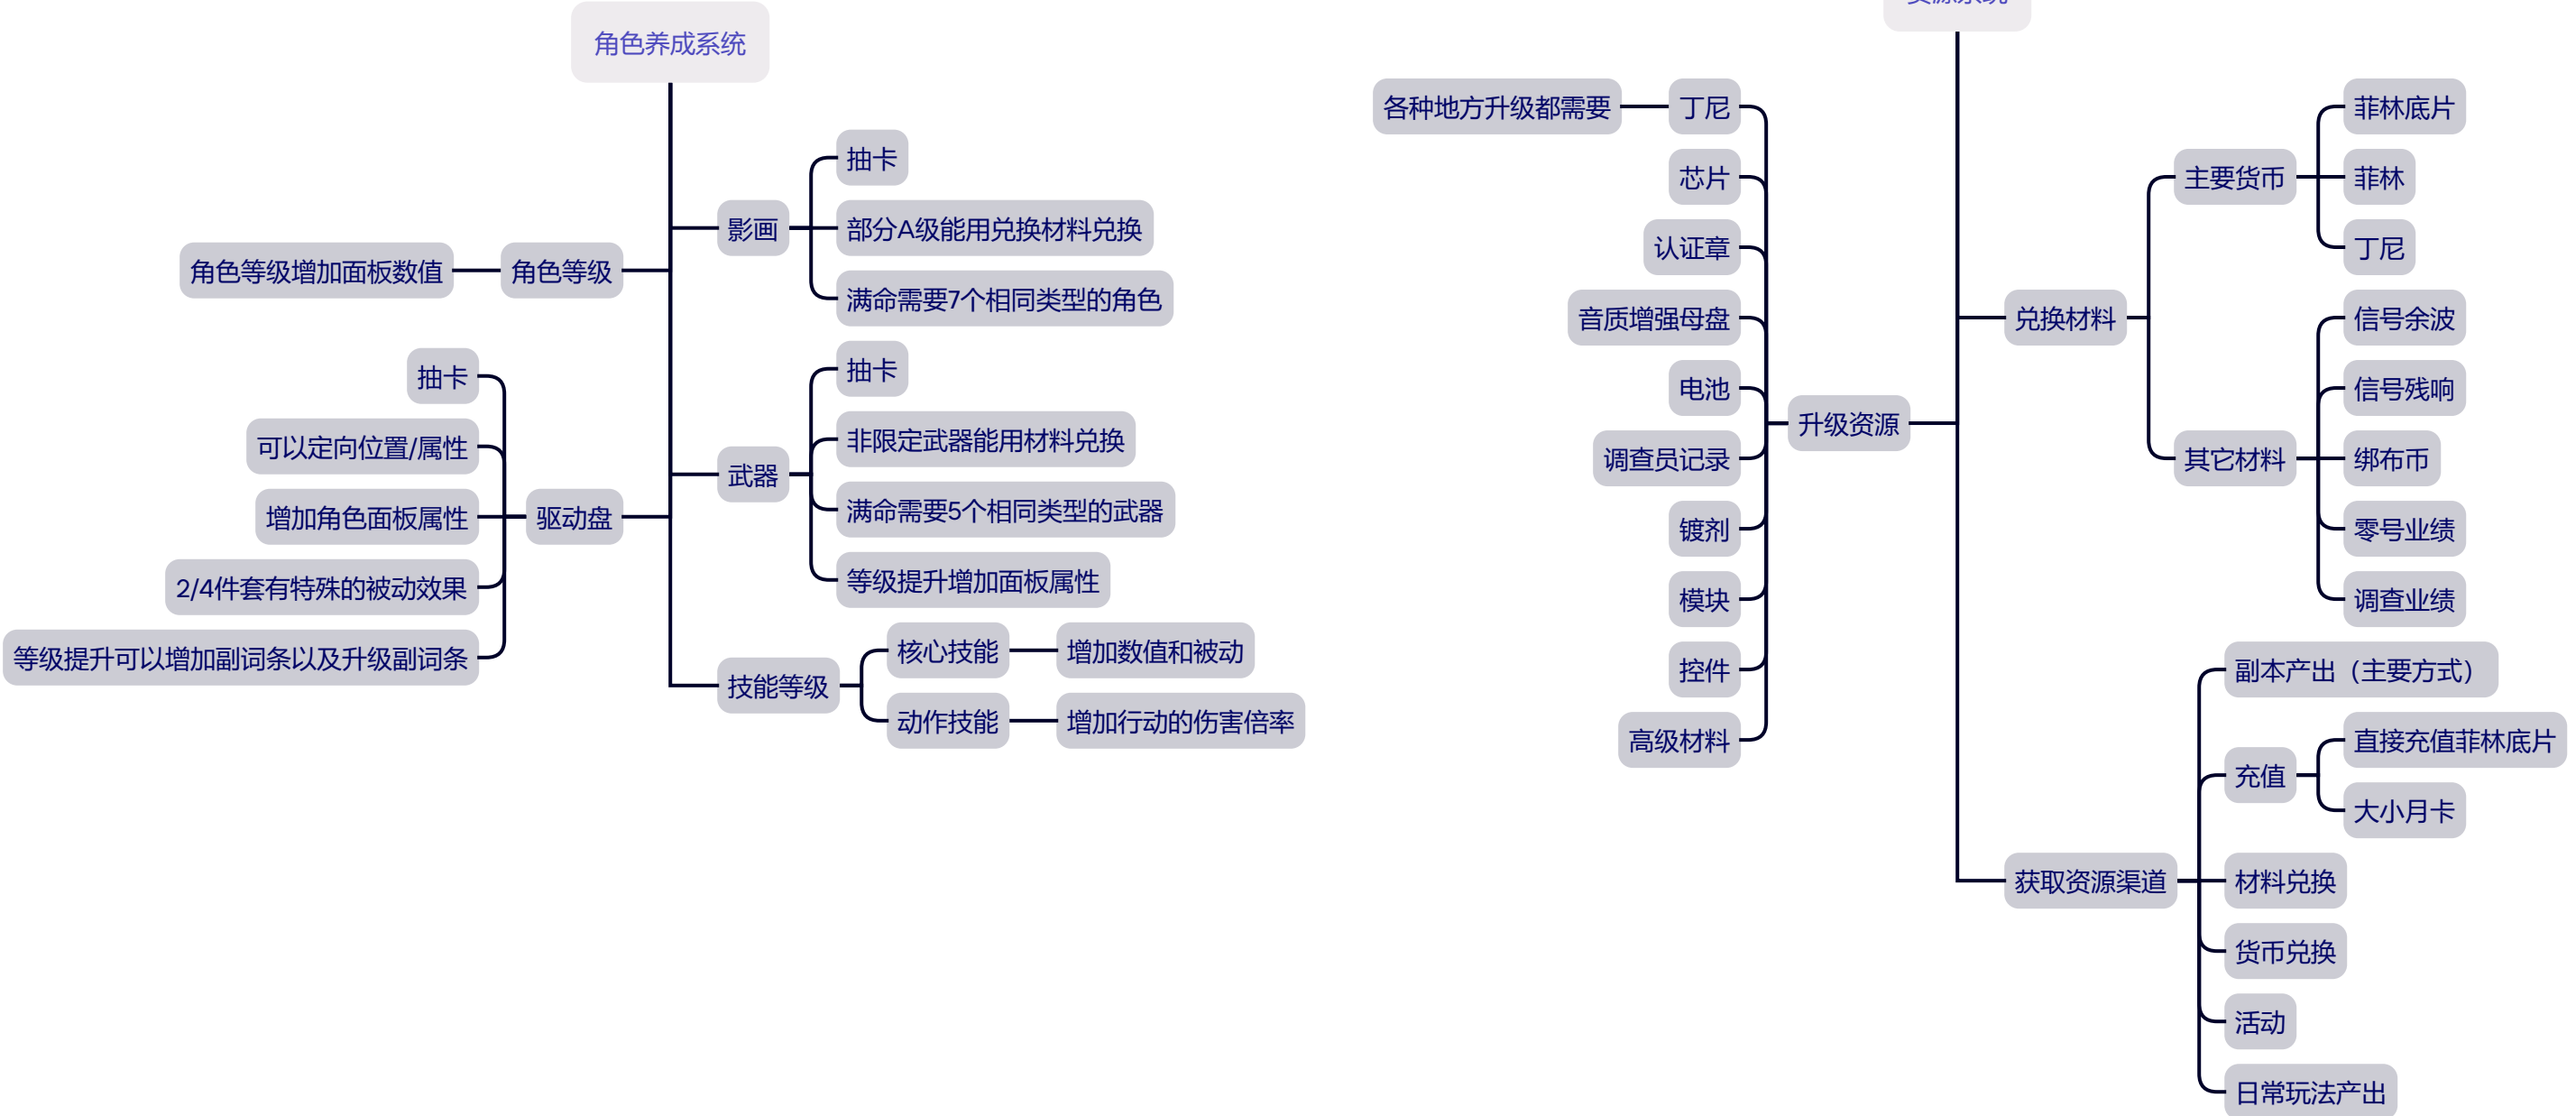 角色养成系统
影画
抽卡
部分A级能用兑换材料兑换
满命需要7个相同类型的角色
武器
抽卡
非限定武器能用材料兑换
满命需要5个相同类型的武器
等级提升增加面板属性
技能等级
核心技能
增加数值和被动
动作技能
增加行动的伤害倍率
角色等级
角色等级增加面板数值
驱动盘
抽卡
可以定向位置/属性
增加角色面板属性
2/4件套有特殊的被动效果
等级提升可以增加副词条以及升级副词条
资源系统
兑换材料
主要货币
菲林底片
菲林
丁尼
其它材料
信号余波
信号残响
绑布币
零号业绩
调查业绩
获取资源渠道
副本产出（主要方式）
充值
直接充值菲林底片
大小月卡
材料兑换
货币兑换
活动
日常玩法产出
升级资源
丁尼
各种地方升级都需要
芯片
认证章
音质增强母盘
电池
调查员记录
镀剂
模块
控件
高级材料